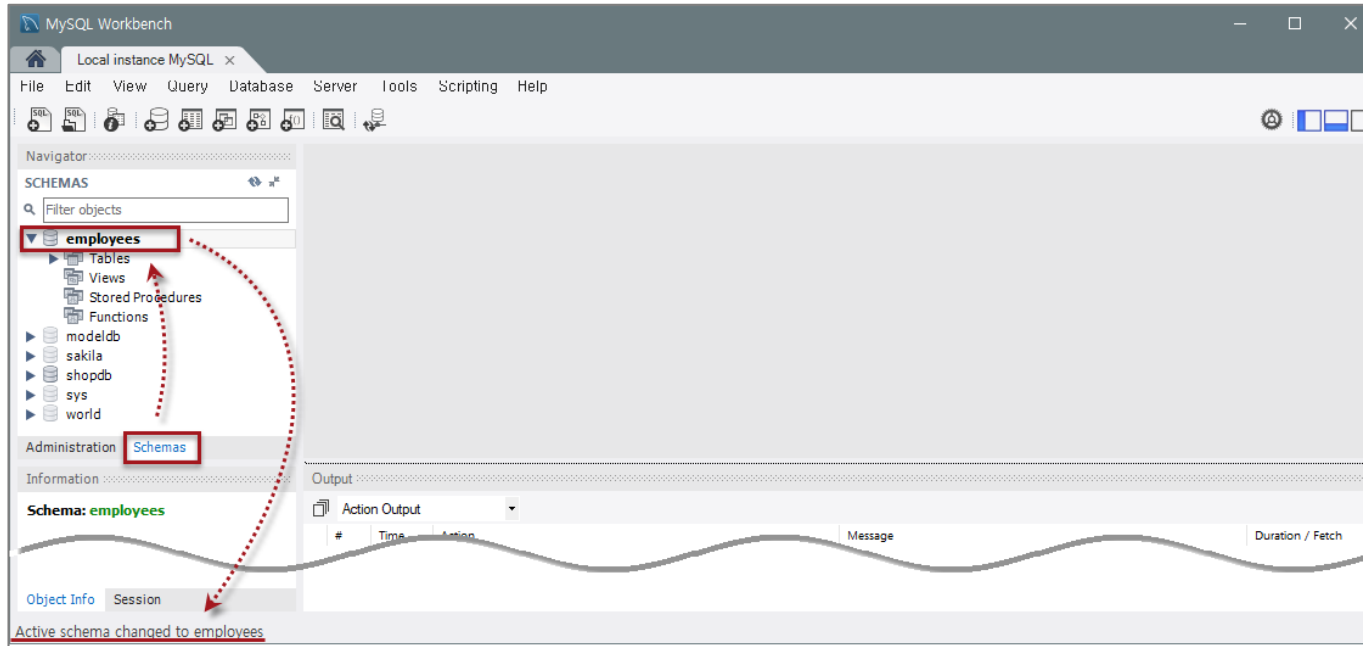 MySQL Workbench
Local instance MySQL
File Edit View Query Database Server Tools Scripting Help
Navigator
SCHEMAS
Filter objects
employees
Tables
Views
Stored Procedures
Functions
modeldb
sakila
shopdb
sys
world
Administration Schemas
Information
Schema: employees
Object Info Session
Output
Action Output
# Time Action Message Duration / Fetch
Active schema changed to employees